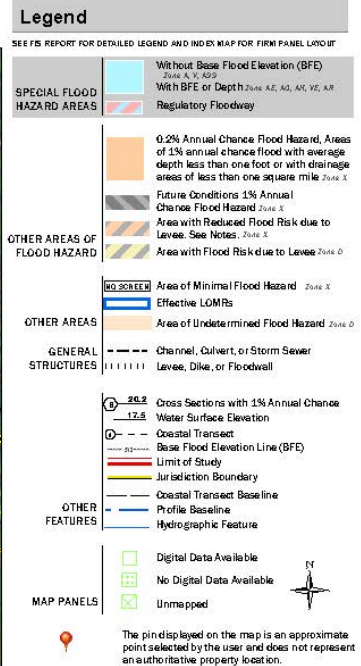 Legend
SEE FIS REPORT FOR DETAILED LEGEND AND INDEX MAP FOR FIRM PANEL LAYOUT
SPECIAL FLOOD
HAZARD AREAS
Without Base Flood Elevation (BFE)
Zone A, V, A99
With BFE or Depth Zone AE, AO, AH, VE, AR
Regulatory Floodway
OTHER AREAS OF
FLOOD HAZARD
0.2% Annual Chance Flood Hazard, Areas
of 1% annual chance flood with average
depth less than one foot or with drainage
areas of less than one square mile Zone X
Future Conditions 1% Annual
Chance Flood Hazard Zone X
Area with Reduced Flood Risk due to
Levee. See Notes. Zone X
Area with Flood Risk due to Levee Zone D
OTHER AREAS
NO SCREEN Area of Minimal Flood Hazard Zone X
Effective LOMRs
Area of Undetermined Flood Hazard Zone D
GENERAL
STRUCTURES
Channel, Culvert, or Storm Sewer
Levee, Dike, or Floodwall
OTHER
FEATURES
B 20.2 Cross Sections with 1% Annual Chance
17.5 Water Surface Elevation
Coastal Transect
Base Flood Elevation Line (BFE)
Limit of Study
Jurisdiction Boundary
Coastal Transect Baseline
Profile Baseline
Hydrographic Feature
MAP PANELS
Digital Data Available
No Digital Data Available
Unmapped
N
The pin displayed on the map is an approximate
point selected by the user and does not represent
an authoritative property location.